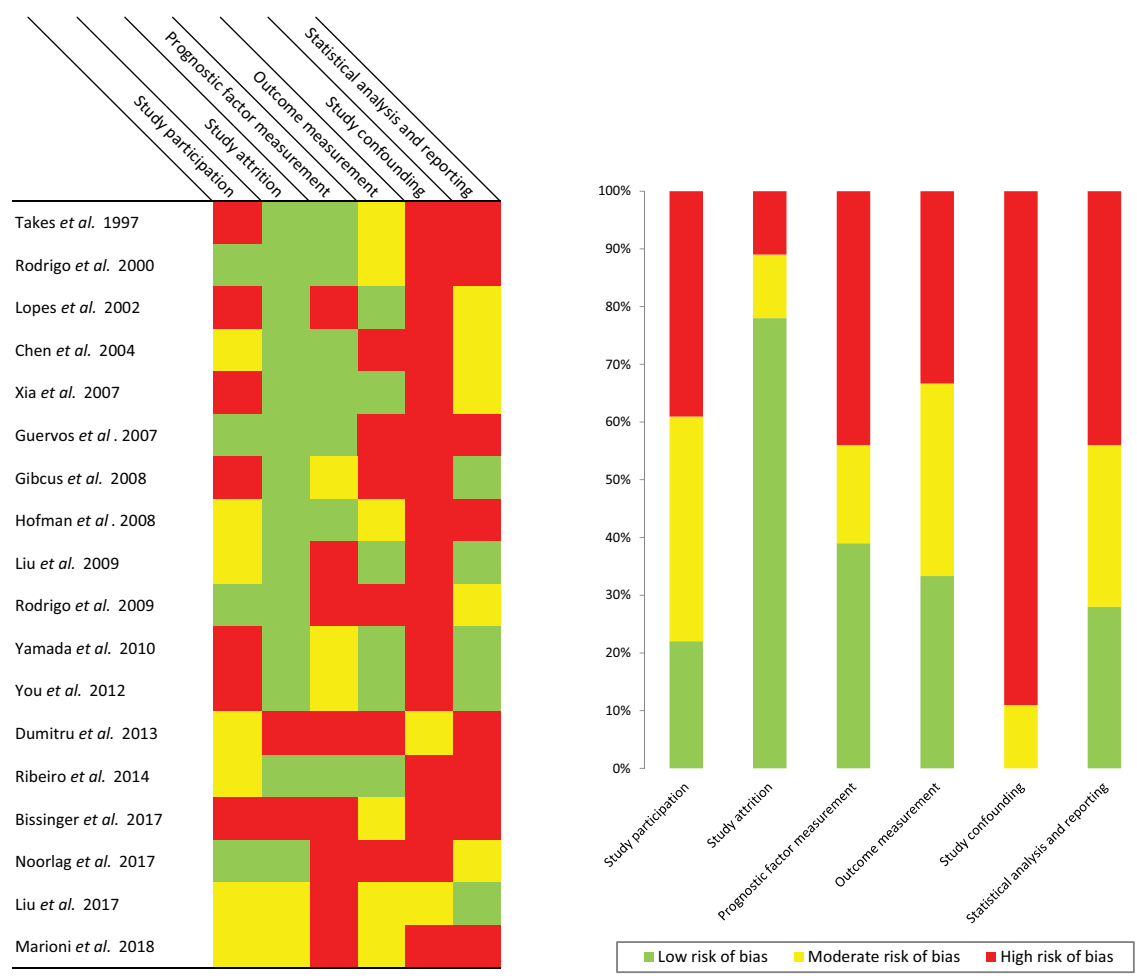 Study participation
Study attrition
Prognostic factor measurement
Outcome measurement
Study confounding
Statistical analysis and reporting
Takes et al. 1997
Rodrigo et al. 2000
Lopes et al. 2002
Chen et al. 2004
Xia et al. 2007
Guervos et al . 2007
Gibcus et al. 2008
Hofman et al . 2008
Liu et al. 2009
Rodrigo et al. 2009
Yamada et al. 2010
You et al. 2012
Dumitru et al. 2013
Ribeiro et al. 2014
Bissinger et al. 2017
Noorlag et al. 2017
Liu et al. 2017
Marioni et al. 2018
100%
90%
80%
70%
60%
50%
40%
30%
20%
10%
0%
Study participation
Study attrition
Prognostic factor measurement
Outcome measurement
Study confounding
Statistical analysis and reporting
Low risk of bias Moderate risk of bias High risk of bias